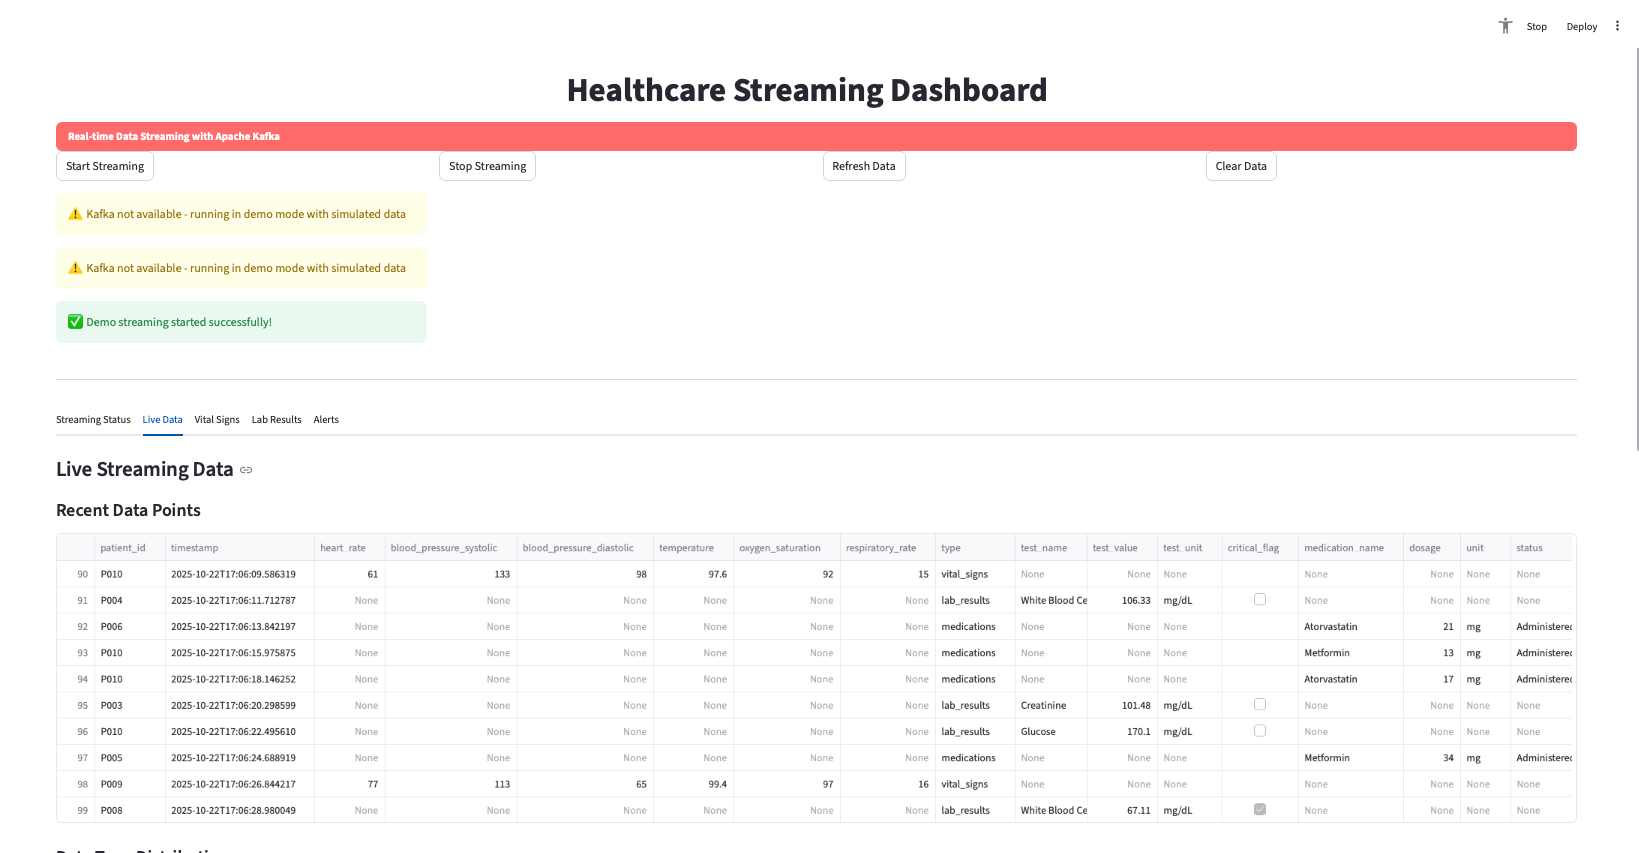 Stop Deploy
Healthcare Streaming Dashboard
Real-time Data Streaming with Apache Kafka
Start Streaming Stop Streaming Refresh Data Clear Data
Kafka not available - running in demo mode with simulated data
Kafka not available - running in demo mode with simulated data
Demo streaming started successfully!
Streaming Status Live Data Vital Signs Lab Results Alerts
Live Streaming Data
Recent Data Points
patient_id timestamp heart_rate blood_pressure_systolic blood_pressure_diastolic temperature oxygen_saturation respiratory_rate type test_name test_value test_unit critical_flag medication_name dosage unit status
90 P010 2025-10-22T17:06:09.586319 61 133 98 97.6 92 15 vital_signs None None None None None None None
91 P004 2025-10-22T17:06:11.712787 None None None None None None lab_results White Blood Ce 106.33 mg/dL None None None None
92 P006 2025-10-22T17:06:13.842197 None None None None None None medications None None None Atorvastatin 21 mg Administered
93 P010 2025-10-22T17:06:15.975875 None None None None None None medications None None None Metformin 13 mg Administered
94 P010 2025-10-22T17:06:18.146252 None None None None None None medications None None None Atorvastatin 17 mg Administered
95 P003 2025-10-22T17:06:20.298599 None None None None None None lab_results Creatinine 101.48 mg/dL None None None None
96 P010 2025-10-22T17:06:22.495610 None None None None None None lab_results Glucose 170.1 mg/dL None None None None
97 P005 2025-10-22T17:06:24.688919 None None None None None None medications None None None Metformin 34 mg Administered
98 P009 2025-10-22T17:06:26.844217 77 113 65 99.4 97 16 vital_signs None None None None None None None
99 P008 2025-10-22T17:06:28.980049 None None None None None None lab_results White Blood Ce 67.11 mg/dL None None None None